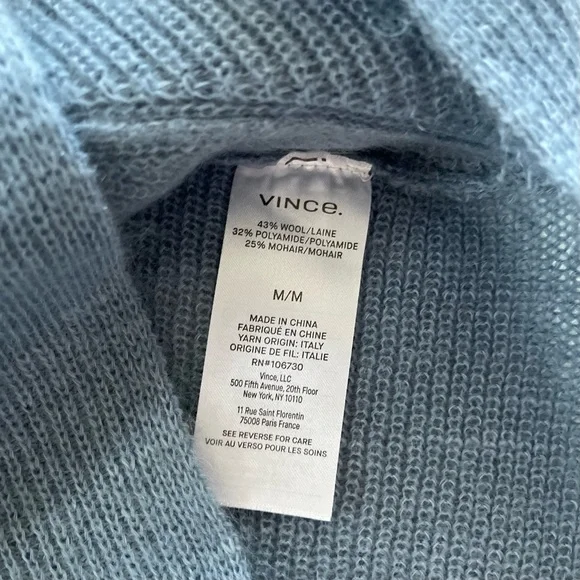 VINCe.
43% WOOL/LAINE
32% POLYAMIDE/POLYAMIDE
25% MOHAIR/MOHAIR
M/M
MADE IN CHINA
FABRIQUÉ EN CHINE
YARN ORIGIN: ITALY
ORIGINE DE FIL: ITALIE
RN#106730
Vince, LLC
500 Fifth Avenue, 20th Floor
New York, NY 10110
11 Rue Saint Florentin
75008 Paris France
SEE REVERSE FOR CARE
VOIR AU VERSO POUR LES SOINS